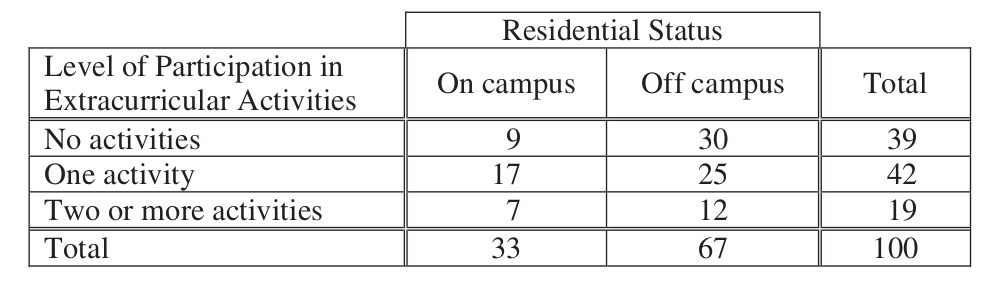 Residential Status
Level of Participation in
Extracurricular Activities
On campus Off campus Total
No activities 9 30 39
One activity 17 25 42
Two or more activities 7 12 19
Total 33 67 100